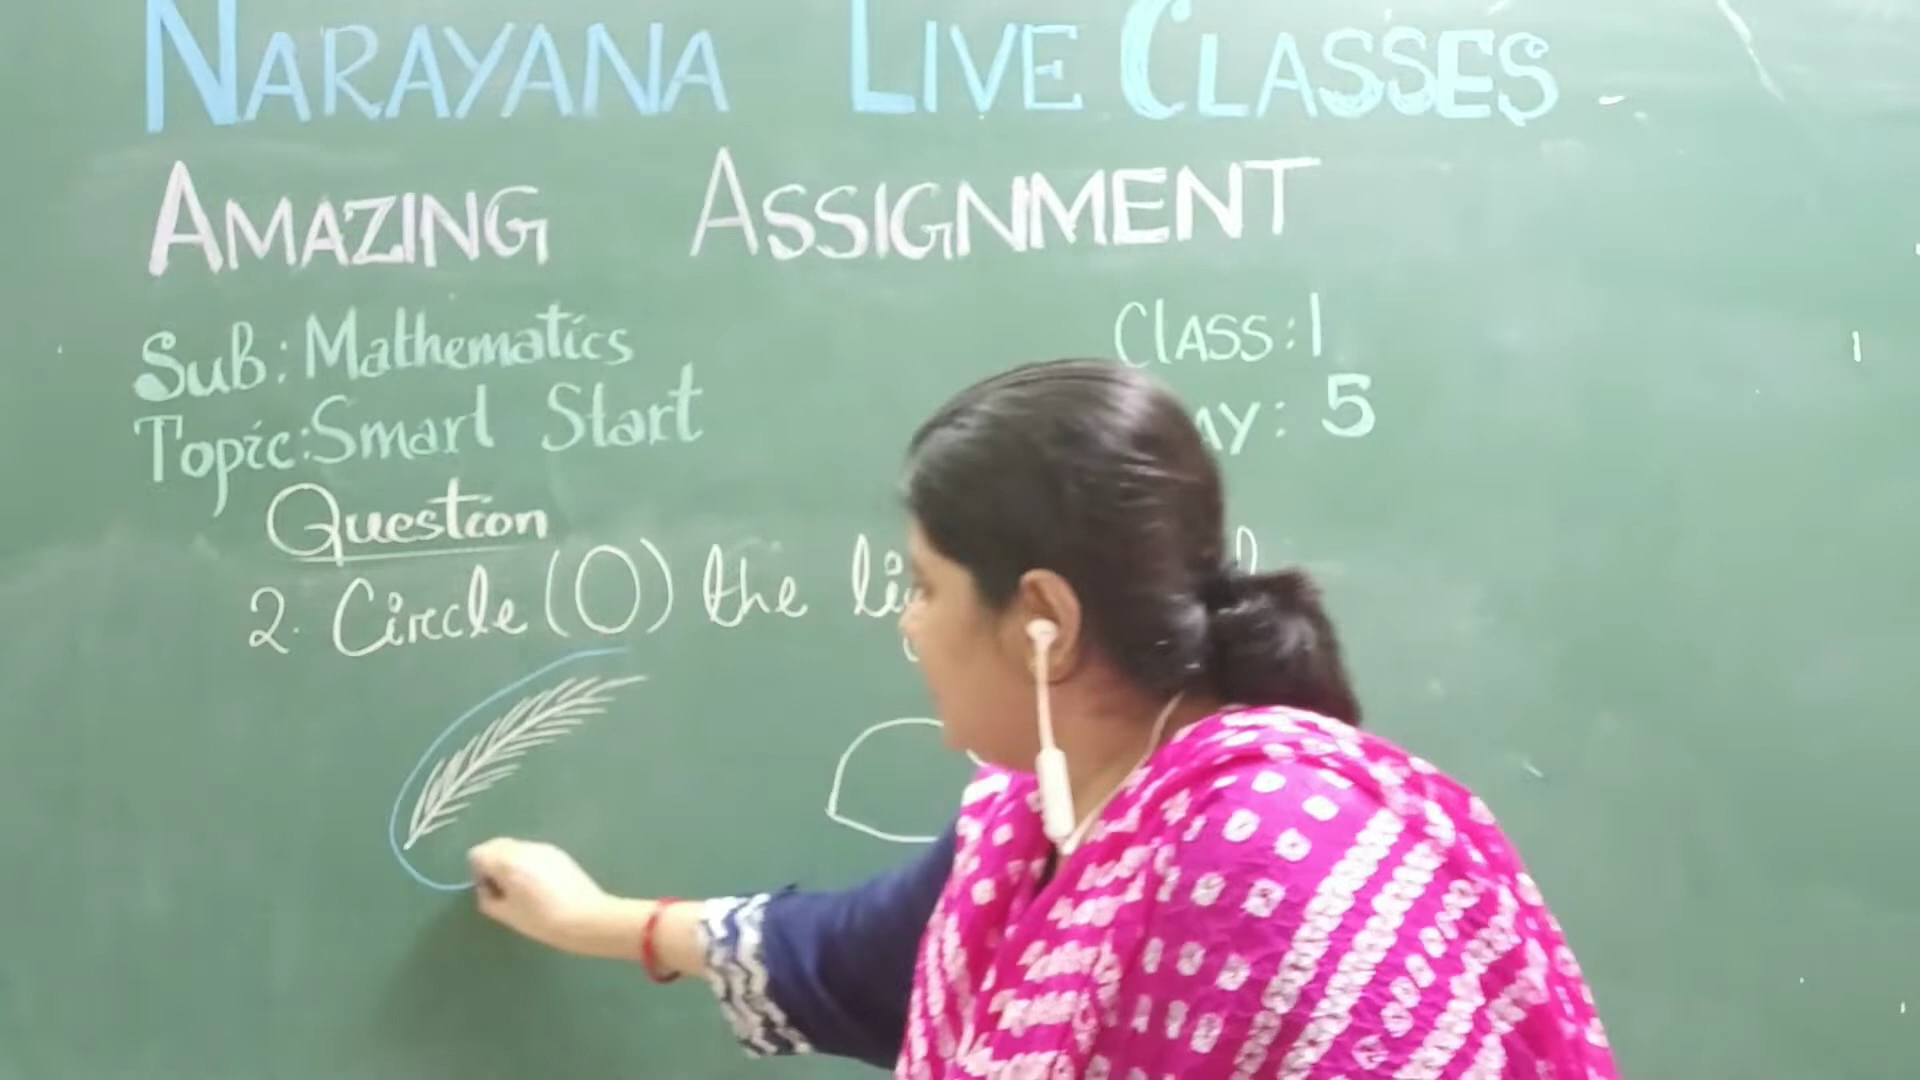 NARAYANA LIVE CLASSES
AMAZING ASSIGNMENT
Sub: Mathematics
Class: 1
Topic: Smart Start
: 5
Question
2. Circle (O) the